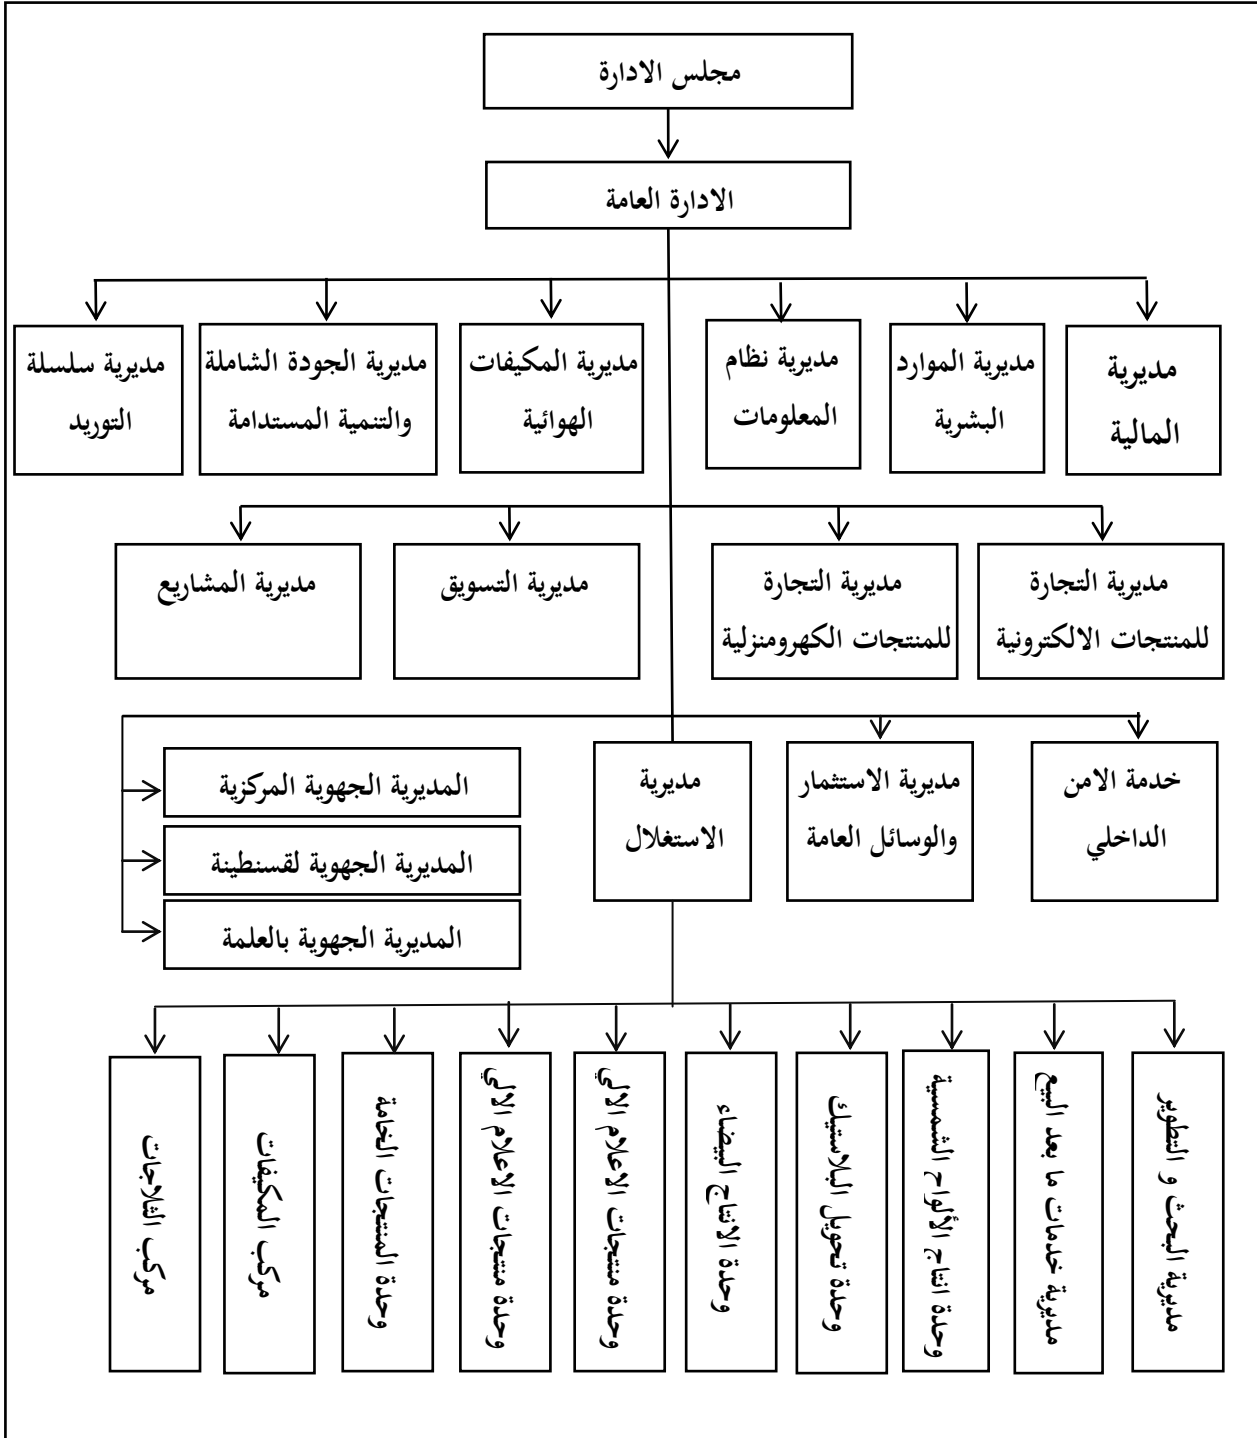 مجلس الادارة
الادارة العامة
مديرية
المالية
مديرية الموارد
البشرية
مديرية نظام
المعلومات
مديرية المكيفات
الهوائية
مديرية الجودة الشاملة
والتنمية المستدامة
مديرية سلسلة
التوريد
مديرية التجارة
للمنتجات الالكترونية
مديرية التجارة
للمنتجات الكهرومنزلية
مديرية التسويق
مديرية المشاريع
خدمة الامن
الداخلي
مديرية الاستثمار
والوسائل العامة
مديرية
الاستغلال
المديرية الجهوية المركزية
المديرية الجهوية لقسنطينة
المديرية الجهوية بالعلمة
مديرية البحث و التطوير
مديرية خدمات ما بعد البيع
وحدة انتاج الألواح الشمسية
وحدة تحويل البلاستيك
وحدة الانتاج البيضاء
وحدة منتجات الاعلام الالي
وحدة منتجات الاعلام الالي
وحدة المنتجات الخامة
مركب المكيفات
مركب الثلاجات